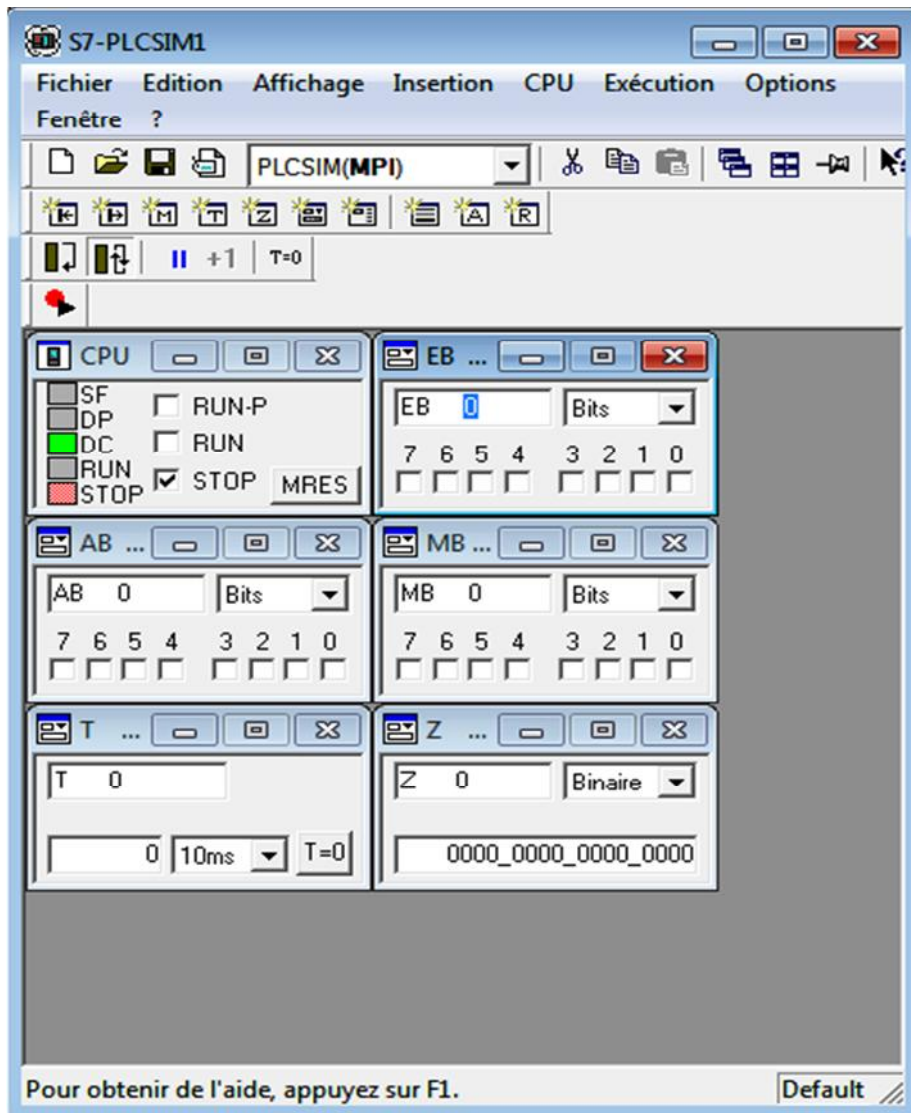 S7-PLCSIM1
Fichier Edition Affichage Insertion CPU Exécution Options
Fenêtre ?
PLCSIM(MPI)
M T Z A R
+1 T=0
CPU
SF
DP
DC
RUN
STOP
RUN-P
RUN
STOP
MRES
EB ...
EB 0 Bits
7 6 5 4 3 2 1 0
AB ...
AB 0 Bits
7 6 5 4 3 2 1 0
MB ...
MB 0 Bits
7 6 5 4 3 2 1 0
T ...
T 0
0 10ms T=0
Z ...
Z 0 Binaire
0000_0000_0000_0000
Pour obtenir de l'aide, appuyez sur F1. Default